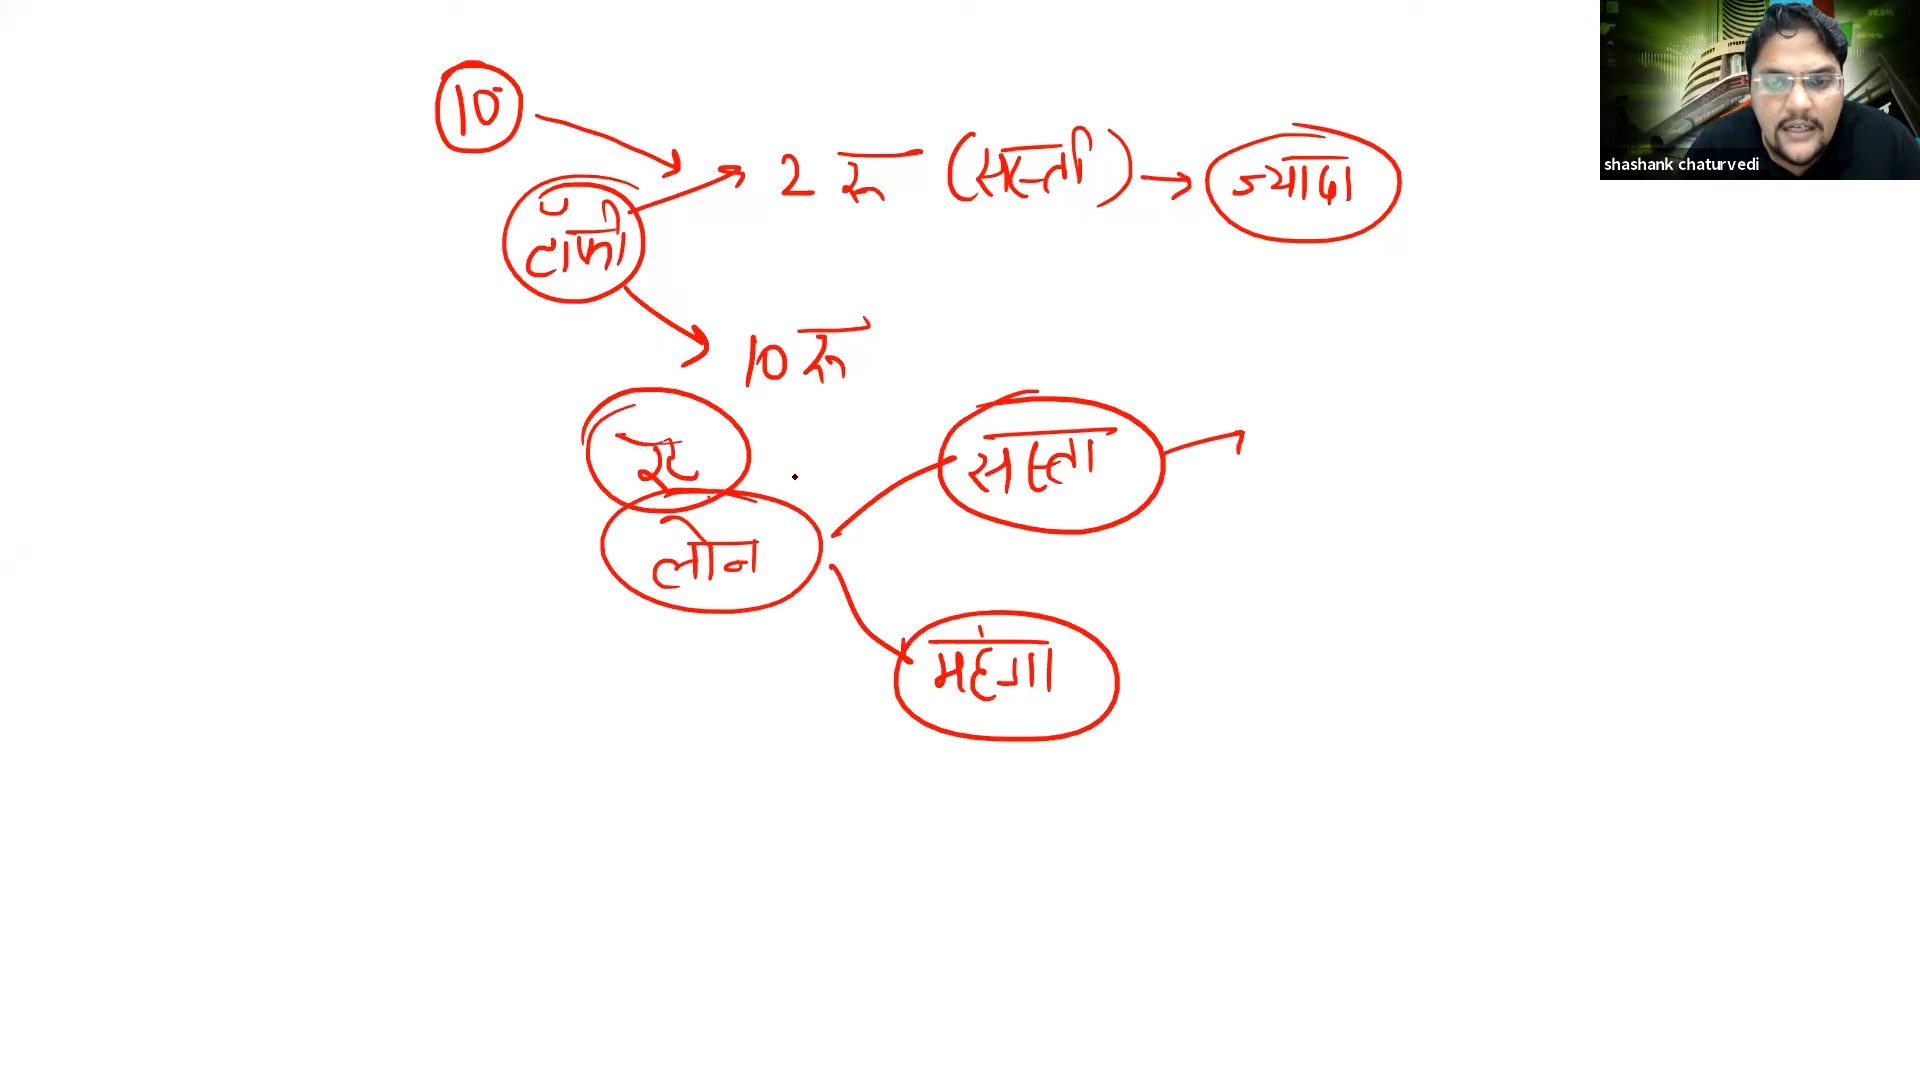 10
टॉफी
2 रू (सस्ती) → ज्यादा
10 रू
रेट
लोन
सस्ता
महंगा
shashank chaturvedi